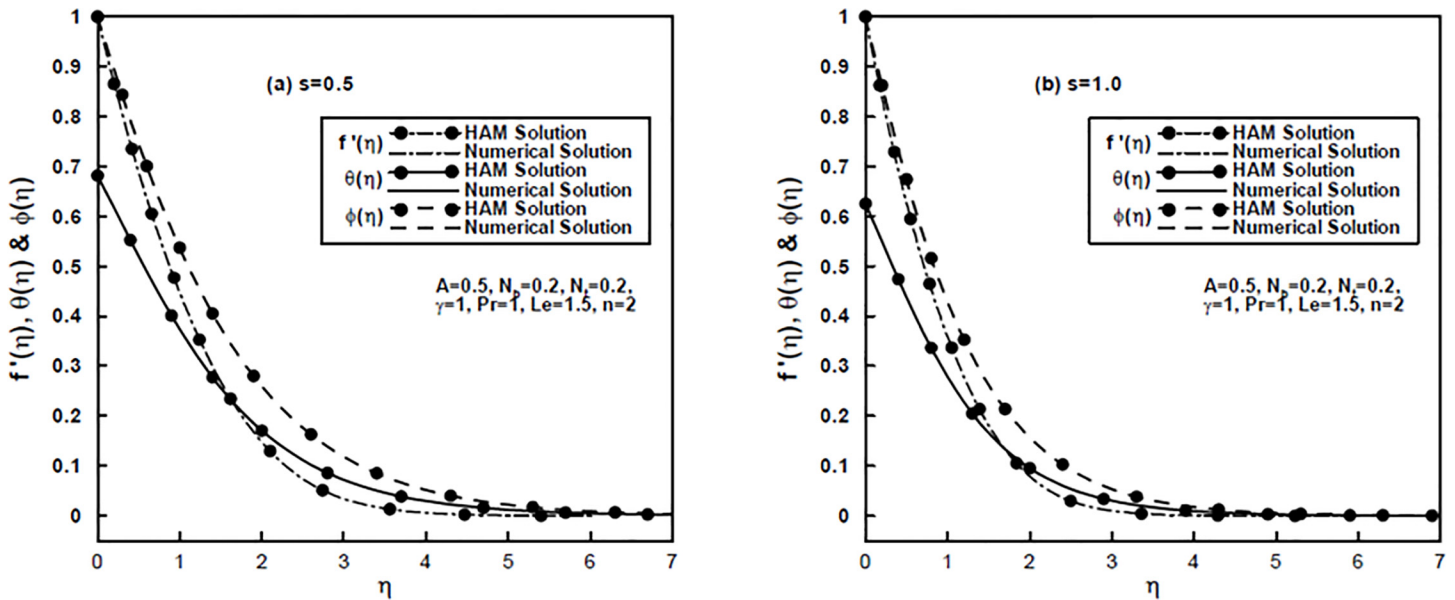 1
0.9
0.8
0.7
0.6
0.5
0.4
0.3
0.2
0.1
0
f '(η), θ(η) & ϕ(η)
(a) s=0.5
f '(η)
HAM Solution
Numerical Solution
θ(η)
HAM Solution
Numerical Solution
ϕ(η)
HAM Solution
Numerical Solution
A=0.5, Nb=0.2, Nt=0.2,
γ=1, Pr=1, Le=1.5, n=2
0 1 2 3 4 5 6 7
η
1
0.9
0.8
0.7
0.6
0.5
0.4
0.3
0.2
0.1
0
f '(η), θ(η) & ϕ(η)
(b) s=1.0
f '(η)
HAM Solution
Numerical Solution
θ(η)
HAM Solution
Numerical Solution
ϕ(η)
HAM Solution
Numerical Solution
A=0.5, Nb=0.2, Nt=0.2,
γ=1, Pr=1, Le=1.5, n=2
0 1 2 3 4 5 6 7
η